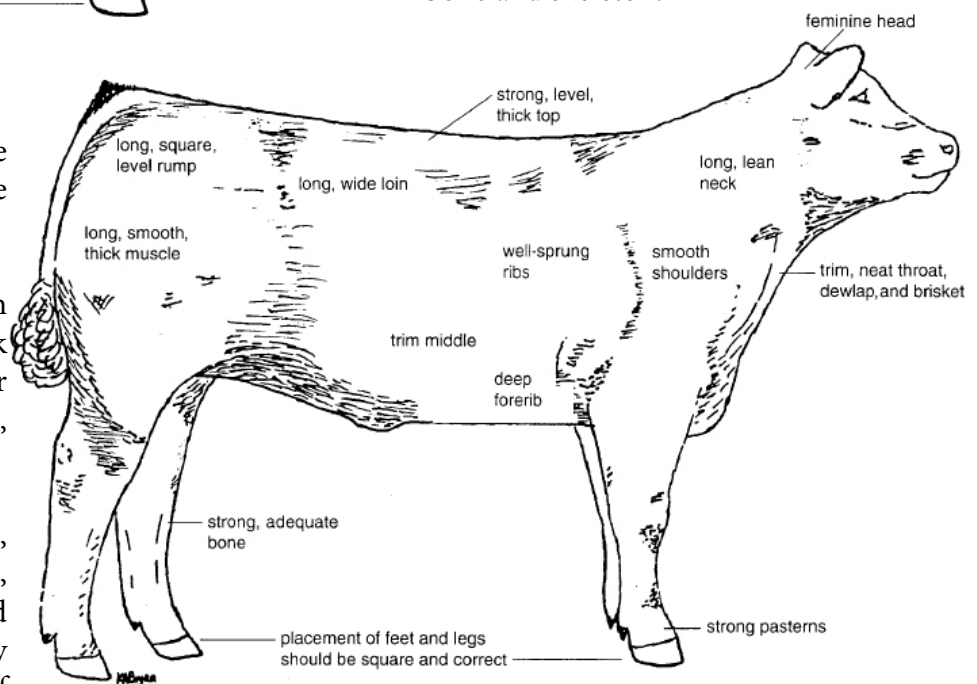 feminine head
strong, level,
thick top
long, square,
level rump
long, wide loin
long, lean
neck
long, smooth,
thick muscle
well-sprung
ribs
smooth
shoulders
trim, neat throat,
dewlap, and brisket
trim middle
deep
forerib
strong, adequate
bone
placement of feet and legs
should be square and correct
strong pasterns